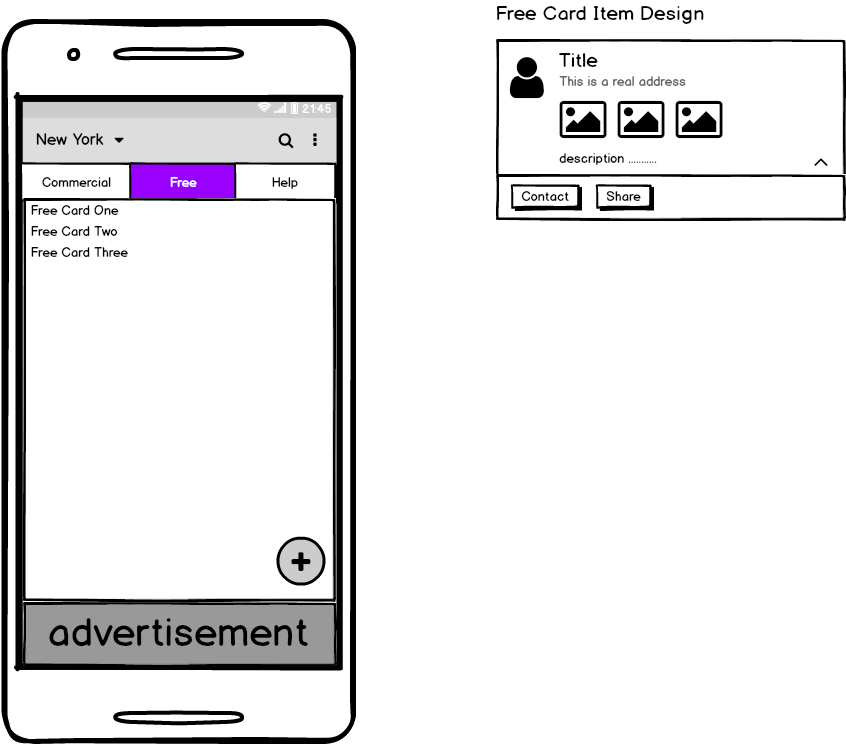 Free Card Item Design
21:45
New York
Commercial Free Help
Free Card One
Free Card Two
Free Card Three
advertisement
Title
This is a real address
description ...........
Contact Share